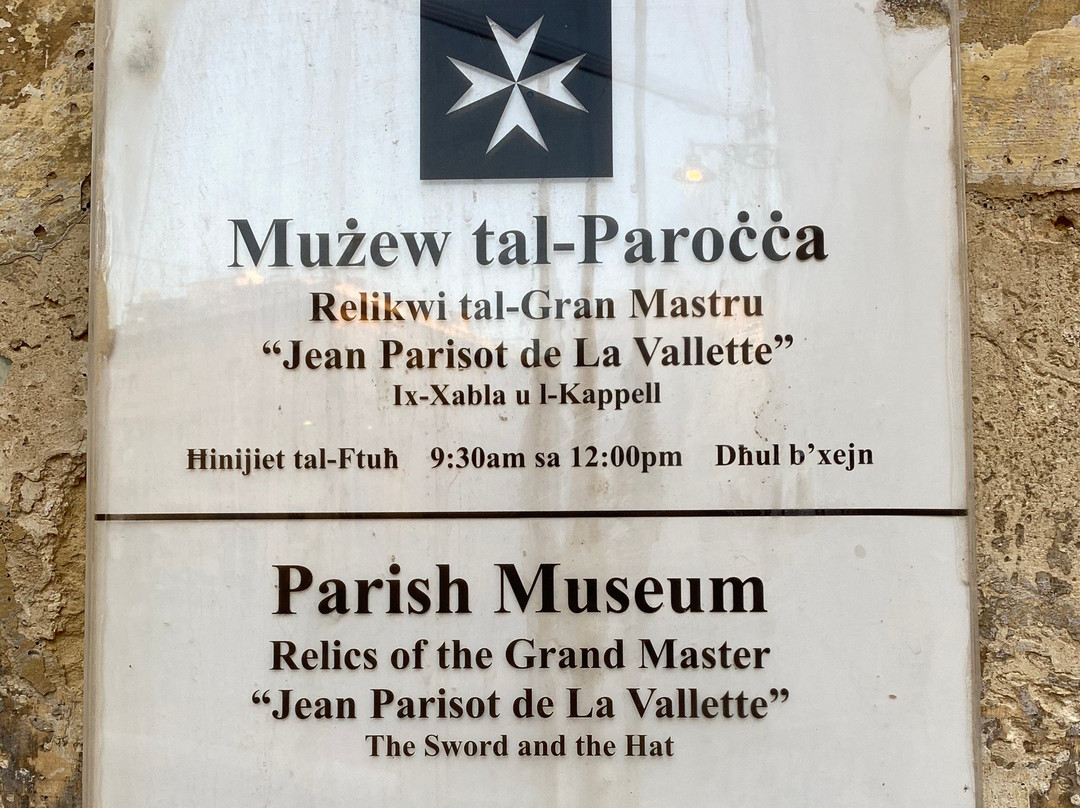 Mużew tal-Paroċċa
Relikwi tal-Gran Mastru
“Jean Parisot de La Vallette”
Ix-Xabla u l-Kappell
Ħinijiet tal-Ftuħ 9:30am sa 12:00pm Dħul b’xejn
Parish Museum
Relics of the Grand Master
“Jean Parisot de La Vallette”
The Sword and the Hat